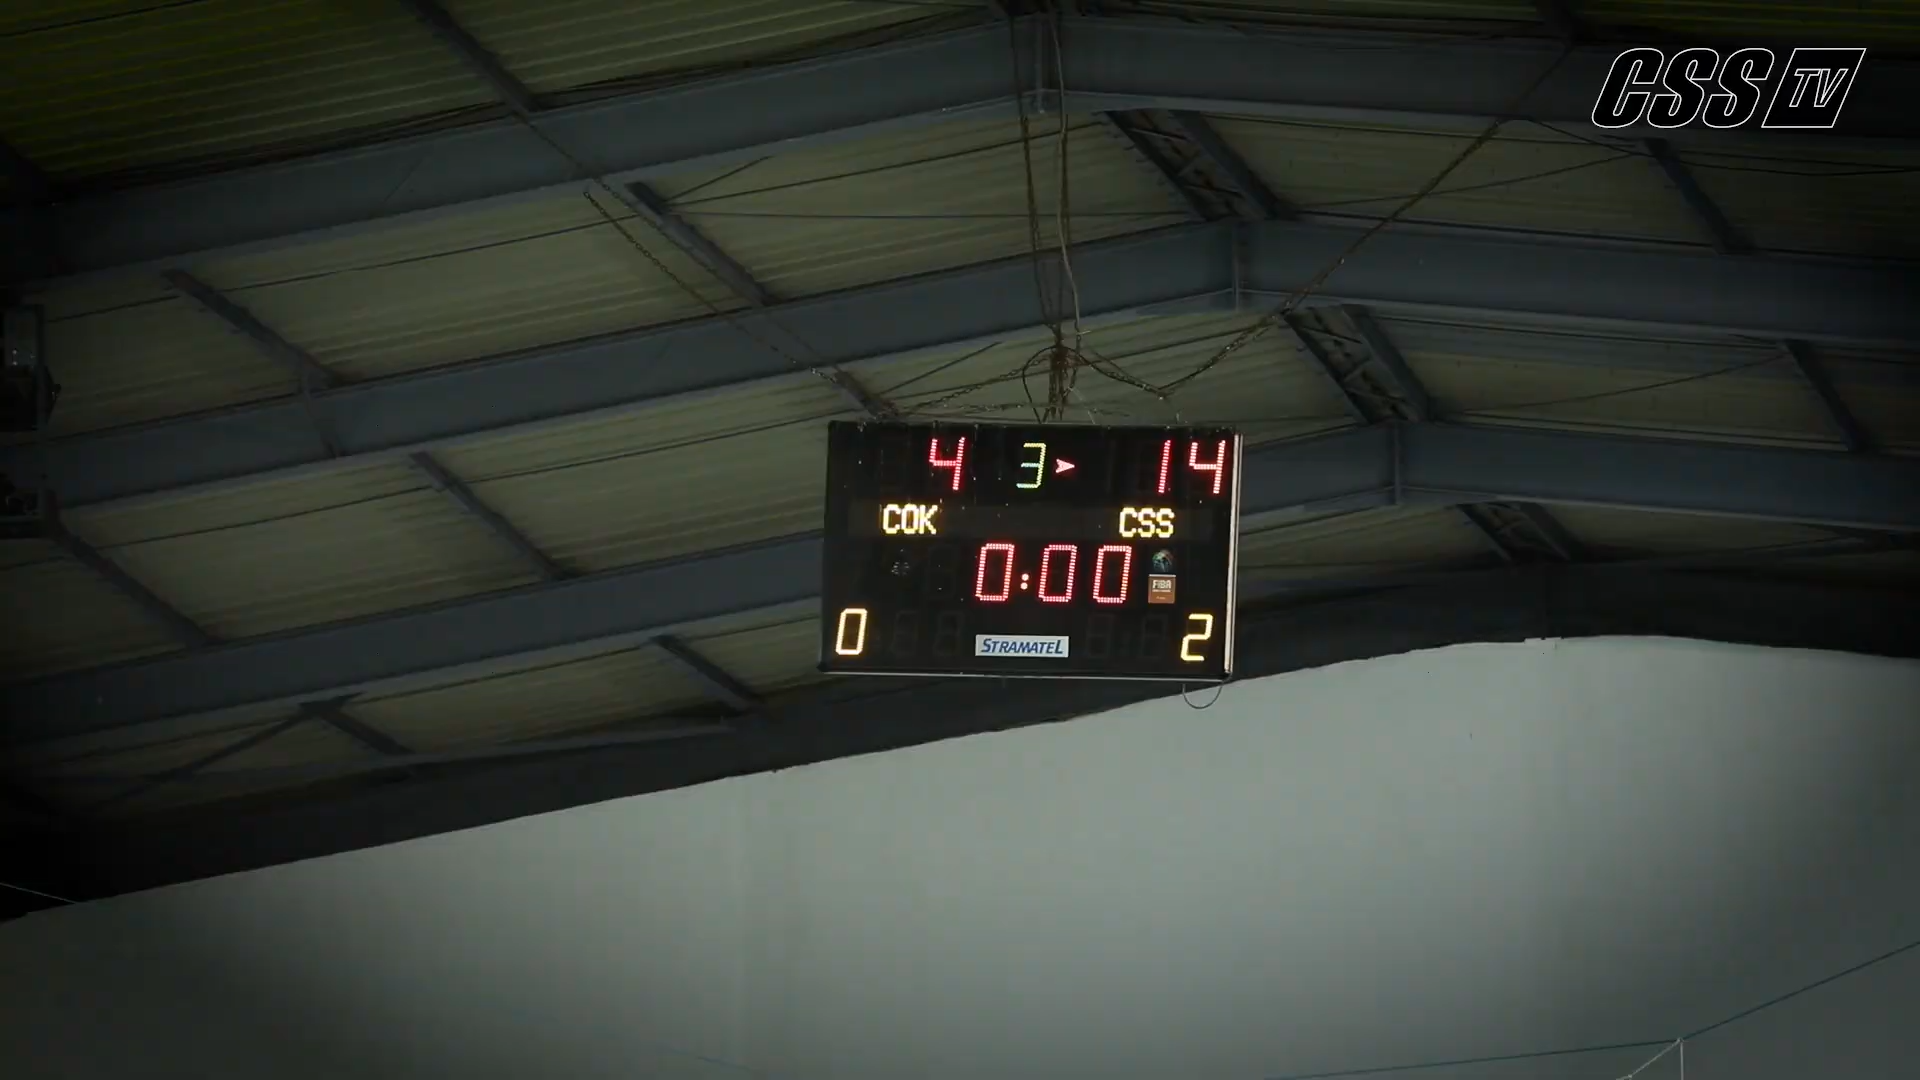 CSS TV
4 3 14
COK CSS
0:00
FIBA
0 STRAMATEL 2